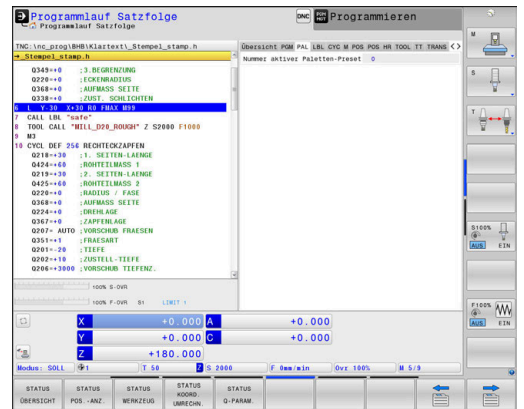 Programmlauf Satzfolge
Programmlauf Satzfolge
DNC
Programmieren
TNC:\nc_prog\BHB\Klartext\_Stempel_stamp.h
→_Stempel_stamp.h
Q349=+0 ;3.BEGRENZUNG
Q220=+0 ;ECKENRADIUS
Q368=+0 ;AUFMASS SEITE
Q338=+0 ;ZUST. SCHLICHTEN
6 L Y-30 X+30 R0 FMAX M99
7 CALL LBL "safe"
8 TOOL CALL "MILL_D20_ROUGH" Z S2000 F1000
9 M3
10 CYCL DEF 256 RECHTECKZAPFEN
Q218=+30 ;1. SEITEN-LAENGE
Q424=+60 ;ROHTEILMASS 1
Q219=+30 ;2. SEITEN-LAENGE
Q425=+60 ;ROHTEILMASS 2
Q220=+0 ;RADIUS / FASE
Q368=+0 ;AUFMASS SEITE
Q224=+0 ;DREHLAGE
Q367=+0 ;ZAPFENLAGE
Q207= AUTO ;VORSCHUB FRAESEN
Q351=+1 ;FRAESART
Q201=-20 ;TIEFE
Q202=+10 ;ZUSTELL-TIEFE
Q206=+3000 ;VORSCHUB TIEFENZ.
Übersicht PGM PAL LBL CYC M POS POS HR TOOL TT TRANS
Nummer aktiver Paletten-Preset 0
100% S-OVR
100% F-OVR S1 LIMIT 1
X +0.000 A +0.000
Y +0.000 C +0.000
Z +180.000
Modus: SOLL 1 T 50 Z S 2000 F 0mm/min Ovr 100% M 5/9
STATUS ÜBERSICHT
STATUS POS.-ANZ.
STATUS WERKZEUG
STATUS KOORD. UMRECHN.
STATUS Q-PARAM.
M
S
T
S100%
AUS EIN
F100%
AUS EIN